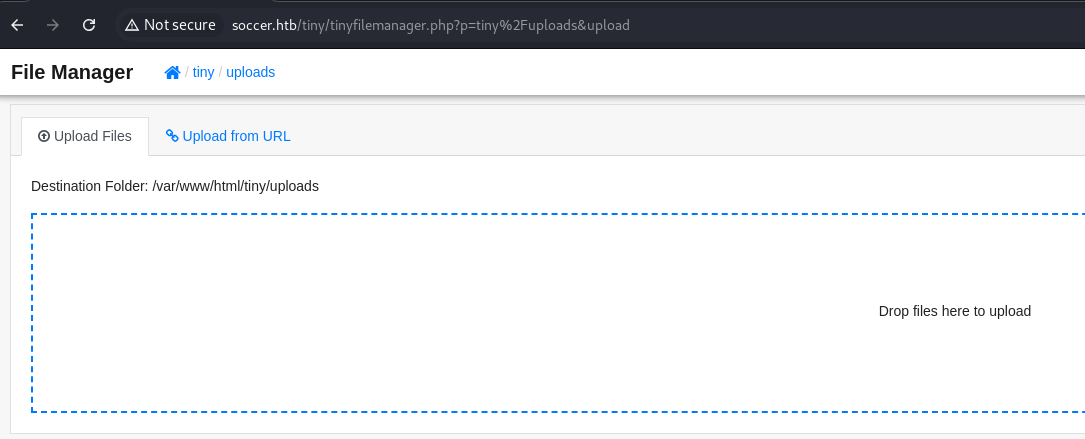 Not secure soccer.htb/tiny/tinyfilemanager.php?p=tiny%2Fuploads&upload
File Manager / tiny / uploads
Upload Files Upload from URL
Destination Folder: /var/www/html/tiny/uploads
Drop files here to upload